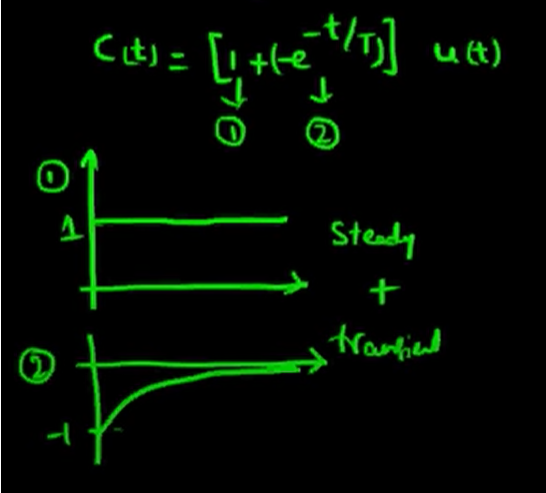 C(t) = [1 + (-e^{-t/T})] u(t)
↓ ↓
① ②
①
1
Steady
+
transient
②
-1